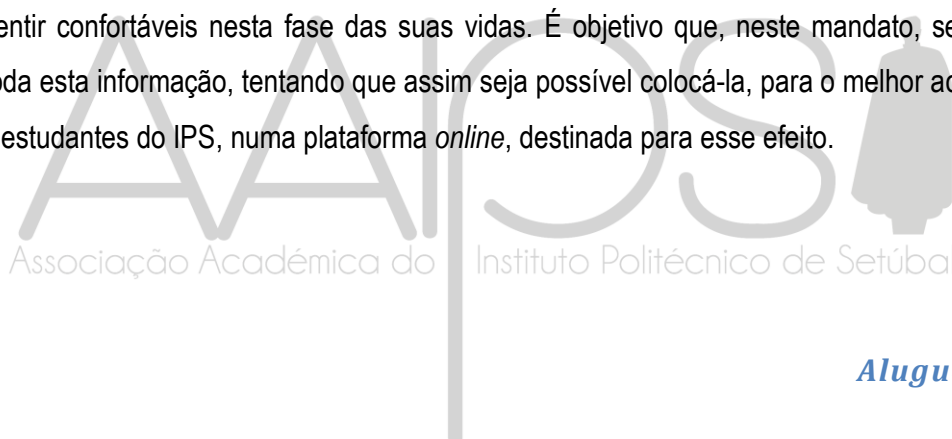 entir confortáveis nesta fase das suas vidas. É objetivo que, neste mandato, se
oda esta informação, tentando que assim seja possível colocá-la, para o melhor ac
estudantes do IPS, numa plataforma online, destinada para esse efeito.
AAIPS
Associação Académica do Instituto Politécnico de Setúbal
Alugu